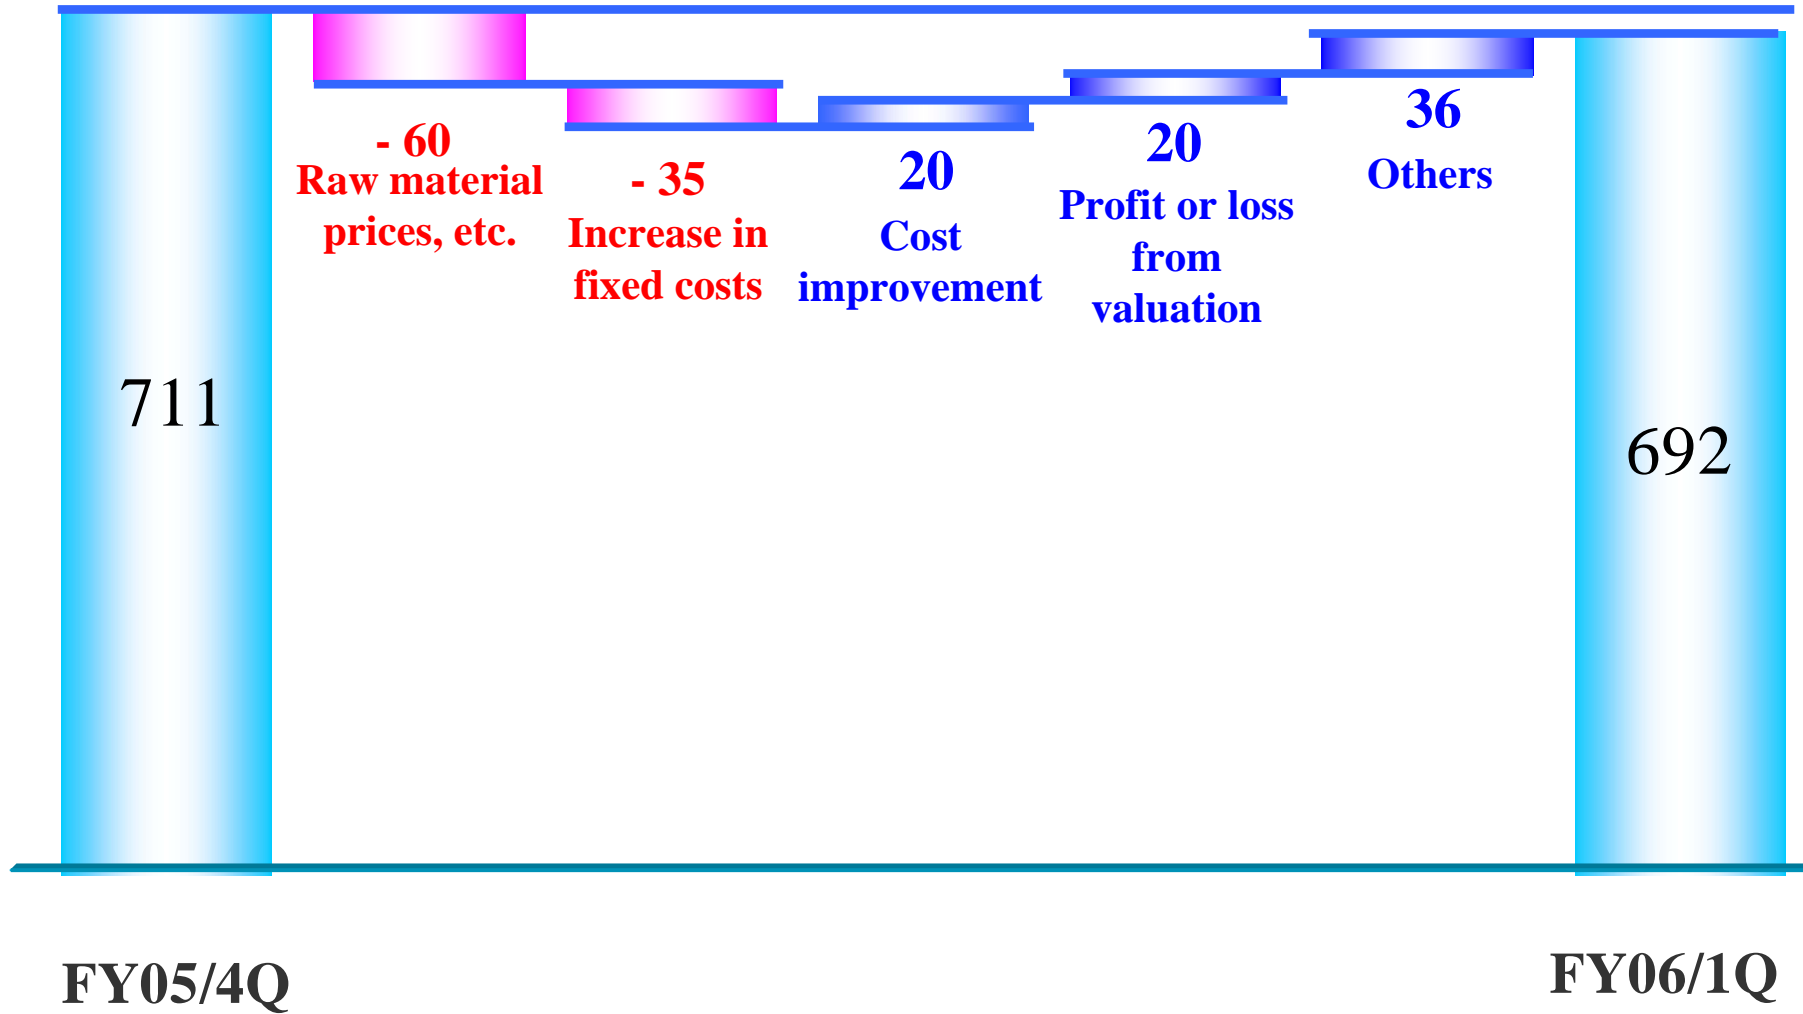 - 60
Raw material
prices, etc.
- 35
Increase in
fixed costs
20
Cost
improvement
20
Profit or loss
from
valuation
36
Others
711
692
FY05/4Q
FY06/1Q